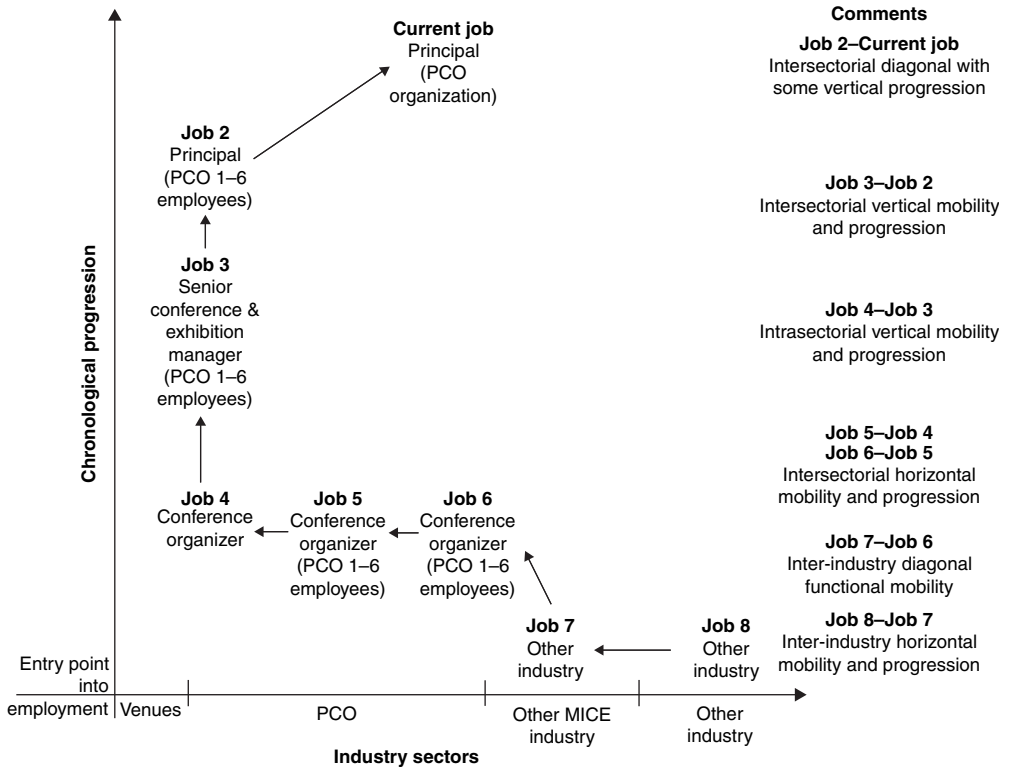 Current job
Principal
(PCO
organization)
Job 2
Principal
(PCO 1–6
employees)
Job 3
Senior
conference &
exhibition
manager
(PCO 1–6
employees)
Job 4
Conference
organizer
Job 5
Conference
organizer
(PCO 1–6
employees)
Job 6
Conference
organizer
(PCO 1–6
employees)
Job 7
Other
industry
Job 8
Other
industry
Comments
Job 2–Current job
Intersectorial diagonal with
some vertical progression
Job 3–Job 2
Intersectorial vertical mobility
and progression
Job 4–Job 3
Intrasectorial vertical mobility
and progression
Job 5–Job 4
Job 6–Job 5
Intersectorial horizontal
mobility and progression
Job 7–Job 6
Inter-industry diagonal
functional mobility
Job 8–Job 7
Inter-industry horizontal
mobility and progression
Chronological progression
Entry point
into
employment
Venues
PCO
Other MICE
industry
Other
industry
Industry sectors